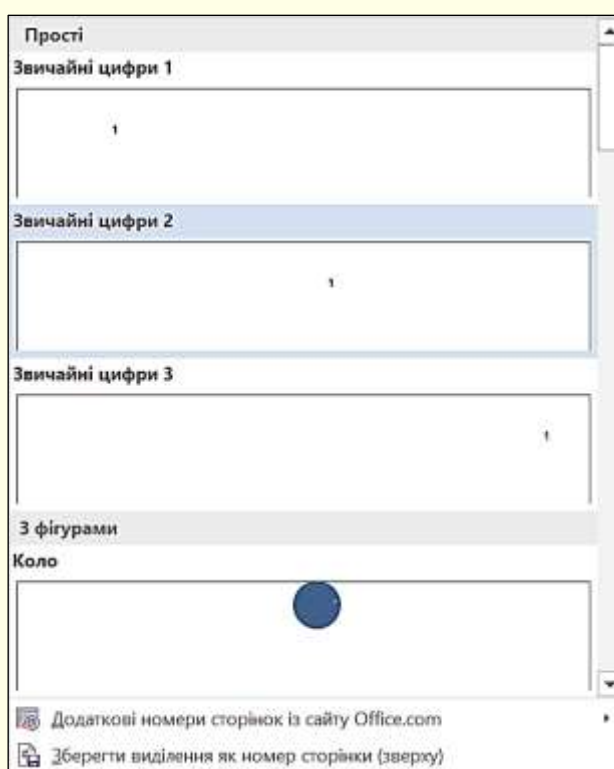 Прості
Звичайні цифри 1
1
Звичайні цифри 2
1
Звичайні цифри 3
1
З фігурами
Коло
Додаткові номери сторінок із сайту Office.com
Зберегти виділення як номер сторінки (зверху)